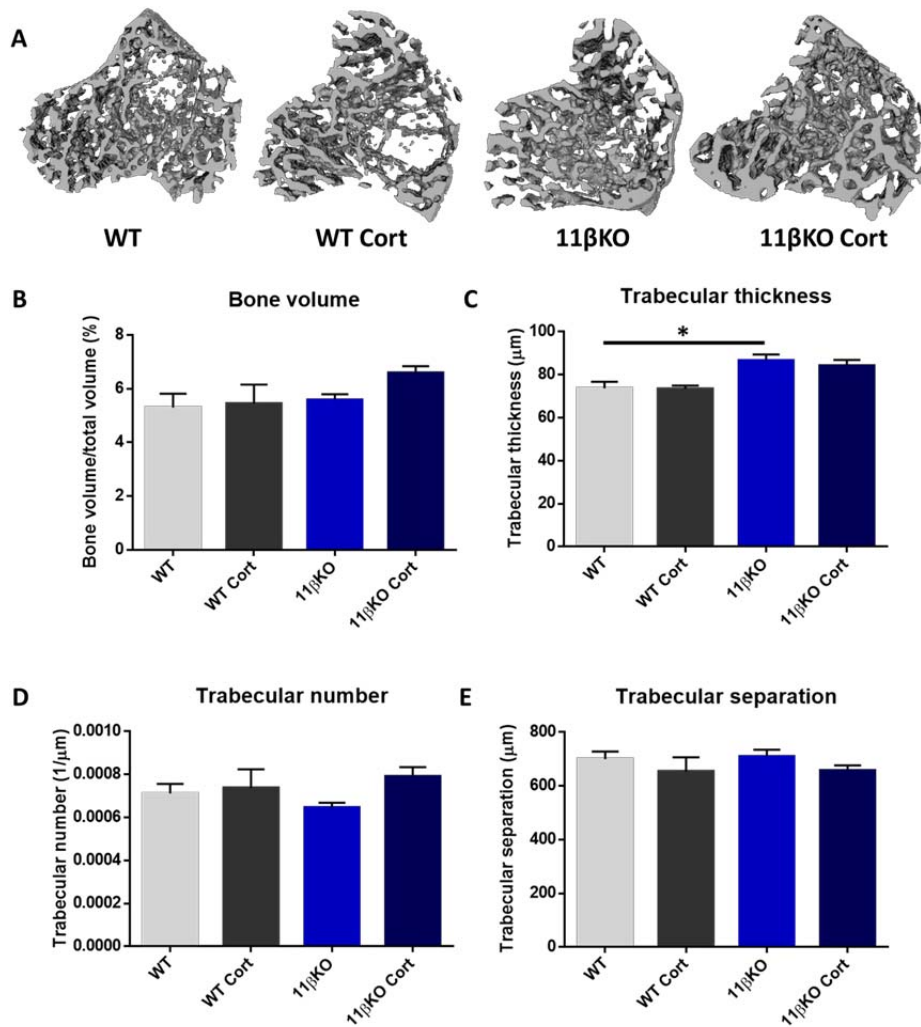 A
WT
WT Cort
11βKO
11βKO Cort
B
Bone volume
Bone volume/total volume (%)
8
6
4
2
0
WT
WT Cort
11βKO
11βKO Cort
C
Trabecular thickness
Trabecular thickness (μm)
100
80
60
40
20
0
*
WT
WT Cort
11βKO
11βKO Cort
D
Trabecular number
Trabecular number (1/μm)
0.0010
0.0008
0.0006
0.0004
0.0002
0.0000
WT
WT Cort
11βKO
11βKO Cort
E
Trabecular separation
Trabecular separation (μm)
800
600
400
200
0
WT
WT Cort
11βKO
11βKO Cort